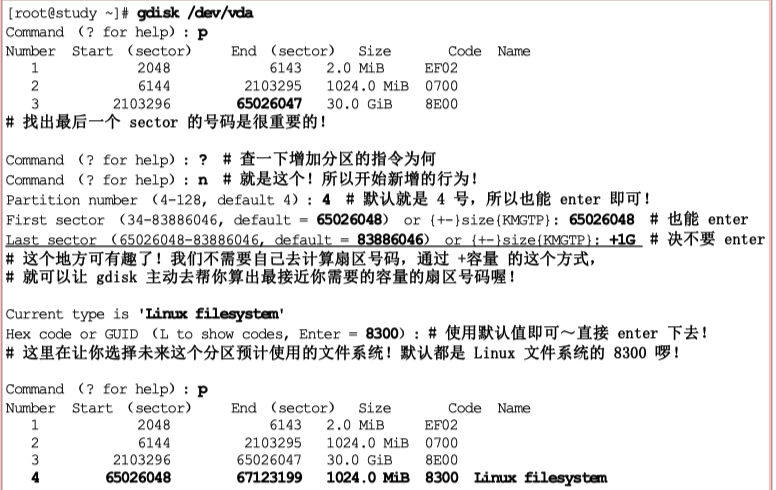 [root@study ~]# gdisk /dev/vda
Command (? for help) : p
Number  Start (sector)    End (sector)  Size       Code  Name
   1            2048            6143   2.0 MiB     EF02
   2            6144         2103295   1024.0 MiB  0700
   3         2103296        65026047   30.0 GiB    8E00
# 找出最后一个 sector 的号码是很重要的！
Command (? for help) : ?  # 查一下增加分区的指令为何
Command (? for help) : n  # 就是这个！所以开始新增的行为！
Partition number (4-128, default 4) : 4  # 默认就是 4 号，所以也能 enter 即可！
First sector (34-83886046, default = 65026048) or {+-}size{KMGTP}: 65026048  # 也能 enter
Last sector (65026048-83886046, default = 83886046) or {+-}size{KMGTP}: +1G  # 决不要 enter
# 这个地方可有趣了！我们不需要自己去计算扇区号码，通过 +容量 的这个方式，
# 就可以让 gdisk 主动去帮你算出最接近你需要的容量的扇区号码喔！
Current type is 'Linux filesystem'
Hex code or GUID (L to show codes, Enter = 8300) : # 使用默认值即可～直接 enter 下去！
# 这里在让你选择未来这个分区预计使用的文件系统！默认都是 Linux 文件系统的 8300 啰！
Command (? for help) : p
Number  Start (sector)    End (sector)  Size       Code  Name
   1            2048            6143   2.0 MiB     EF02
   2            6144         2103295   1024.0 MiB  0700
   3         2103296        65026047   30.0 GiB    8E00
   4        65026048        67123199   1024.0 MiB  8300  Linux filesystem